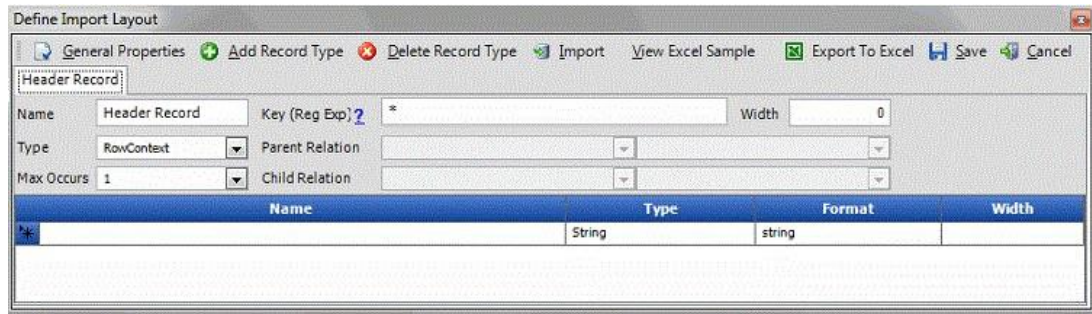 Define Import Layout
General Properties Add Record Type Delete Record Type Import View Excel Sample Export To Excel Save Cancel
Header Record
Name Header Record Key (Reg Exp) ? * Width 0
Type RowContext Parent Relation
Max Occurs 1 Child Relation
Name Type Format Width
* String string